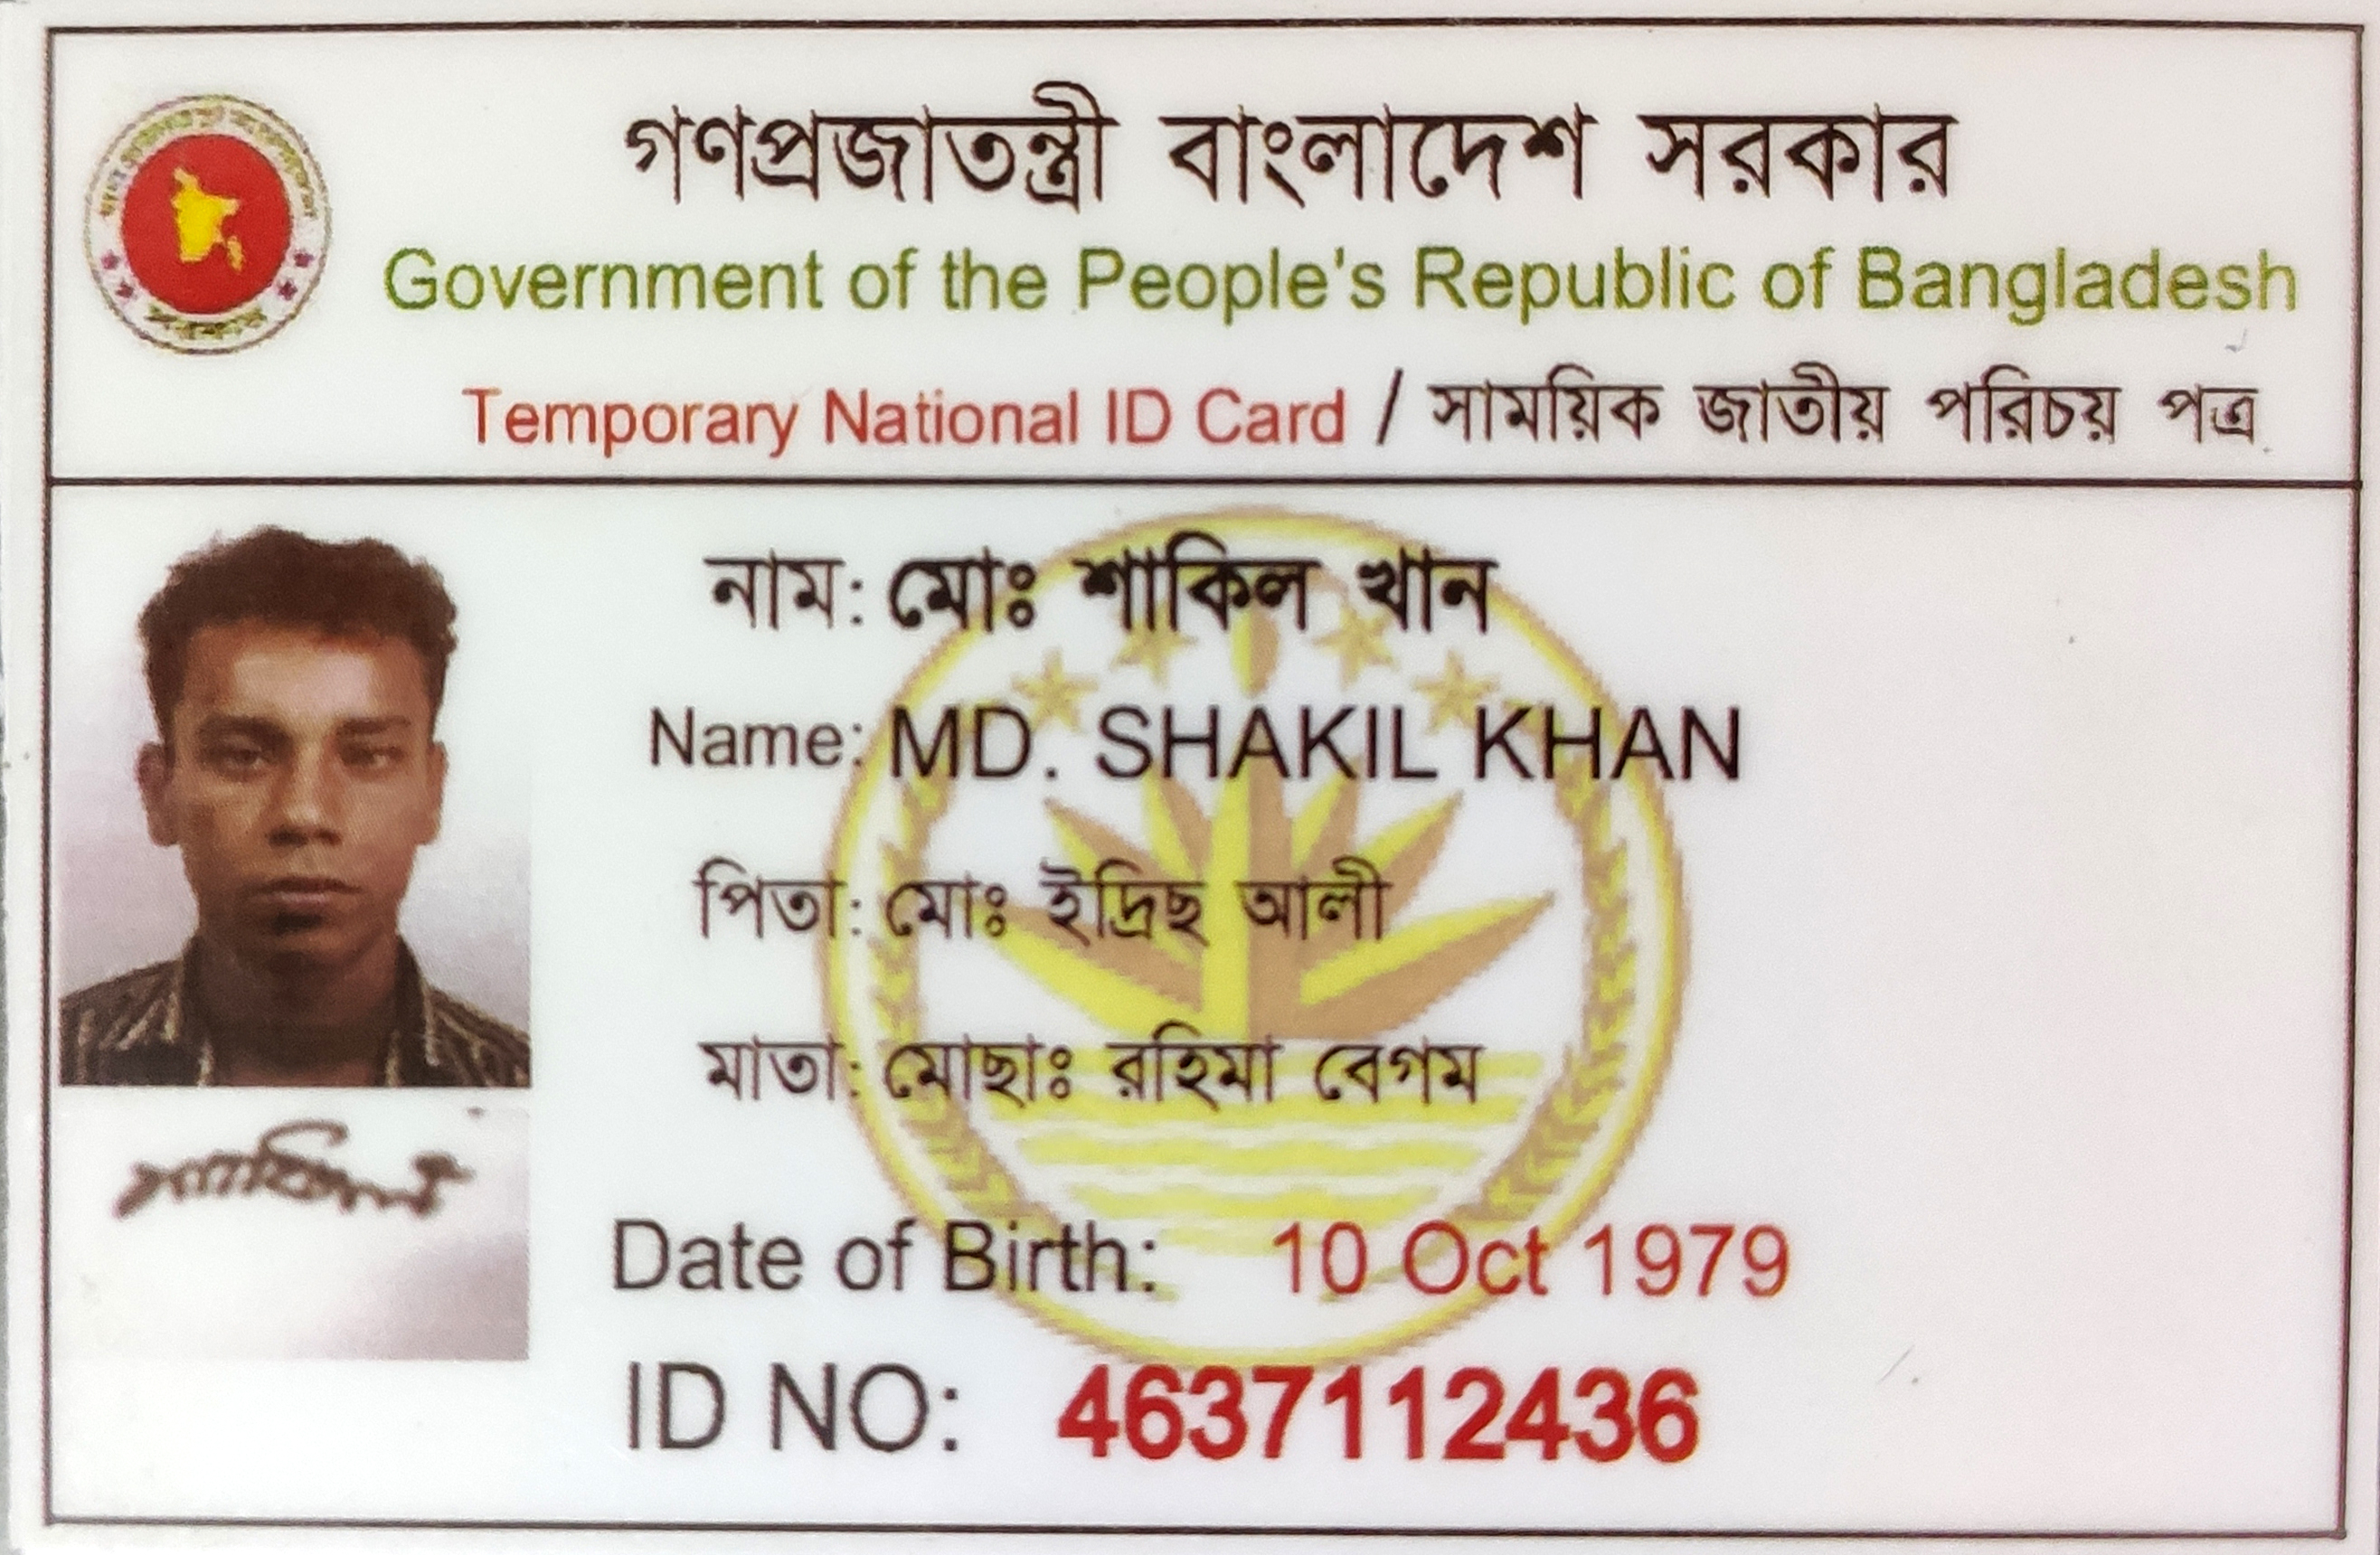 গণপ্রজাতন্ত্রী বাংলাদেশ সরকার
Government of the People's Republic of Bangladesh
Temporary National ID Card / সাময়িক জাতীয় পরিচয় পত্র
নাম: মোঃ শাকিল খান
Name: MD. SHAKIL KHAN
পিতা: মোঃ ইদ্রিছ আলী
মাতা: মোছাঃ রহিমা বেগম
Date of Birth: 10 Oct 1979
ID NO: 4637112436